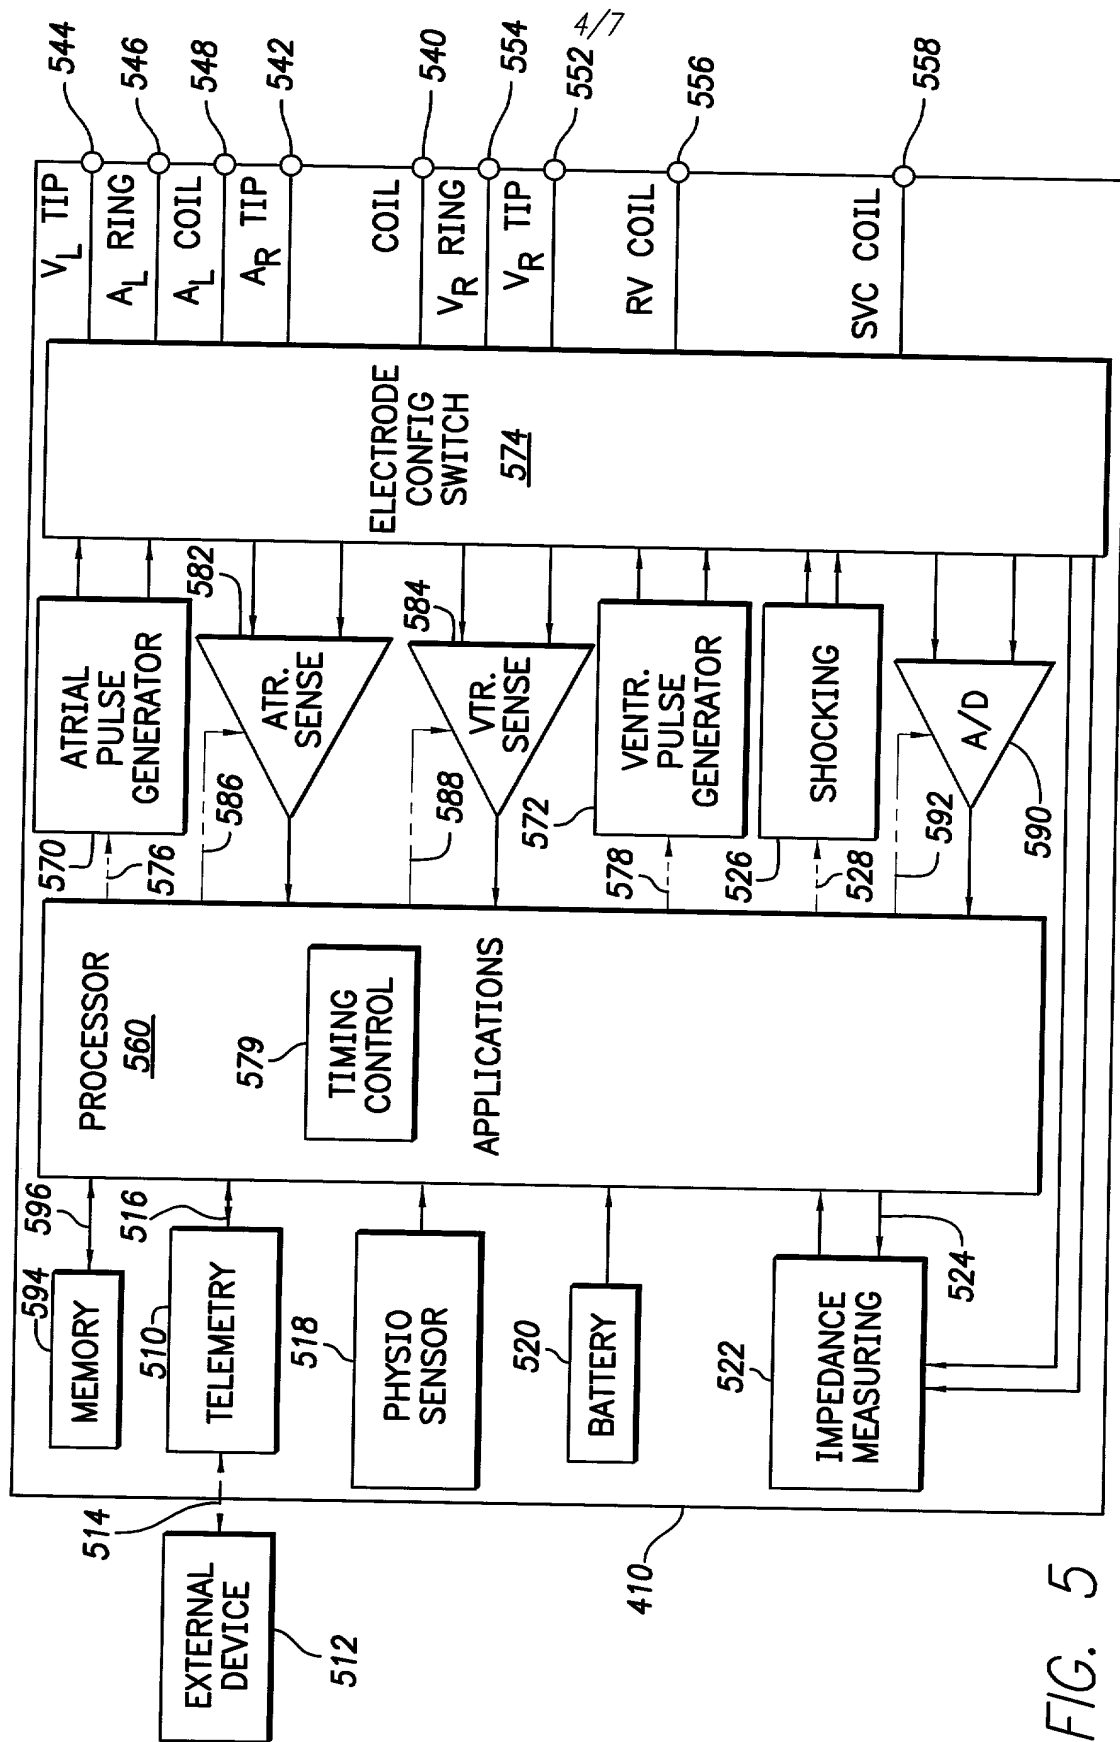 4/7
544
546
548
542
540
554
552
556
558
V_L TIP
A_L RING
A_L COIL
A_R TIP
COIL
V_R RING
V_R TIP
RV COIL
SVC COIL
ELECTRODE
CONFIG
SWITCH
574
ATRIAL
PULSE
GENERATOR
570
576
582
ATR.
SENSE
586
584
VTR.
SENSE
588
VENTR.
PULSE
GENERATOR
572
578
SHOCKING
526
528
A/D
592
590
PROCESSOR
560
579
TIMING
CONTROL
APPLICATIONS
596
516
524
594
MEMORY
510
TELEMETRY
518
PHYSIO
SENSOR
520
BATTERY
522
IMPEDANCE
MEASURING
514
EXTERNAL
DEVICE
512
410
FIG. 5